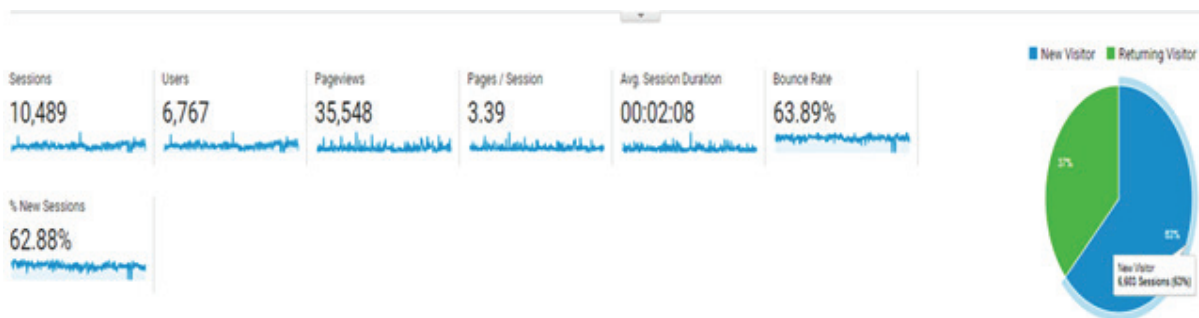 New Visitor Returning Visitor
Sessions
10,489
Users
6,767
Pageviews
35,548
Pages / Session
3.39
Avg. Session Duration
00:02:08
Bounce Rate
63.89%
% New Sessions
62.88%
37%
63%
New Visitor
6,603 Sessions (63%)